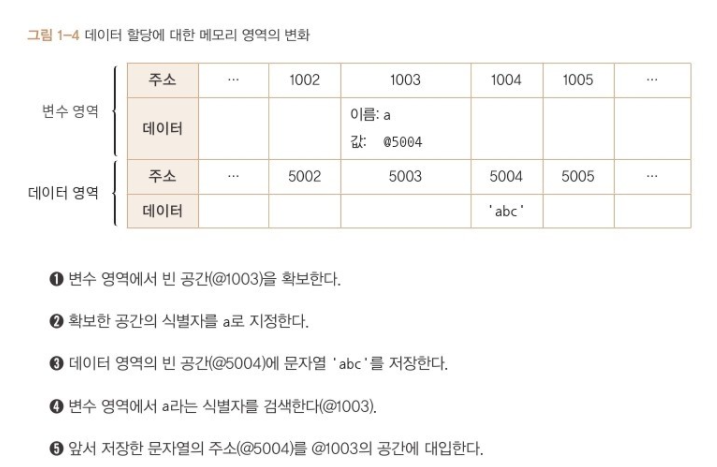 그림 1-4 데이터 할당에 대한 메모리 영역의 변화
변수 영역
주소 … 1002 1003 1004 1005 …
데이터 이름: a
값: @5004
데이터 영역
주소 … 5002 5003 5004 5005 …
데이터 'abc'
❶ 변수 영역에서 빈 공간(@1003)을 확보한다.
❷ 확보한 공간의 식별자를 a로 지정한다.
❸ 데이터 영역의 빈 공간(@5004)에 문자열 'abc'를 저장한다.
❹ 변수 영역에서 a라는 식별자를 검색한다(@1003).
❺ 앞서 저장한 문자열의 주소(@5004)를 @1003의 공간에 대입한다.